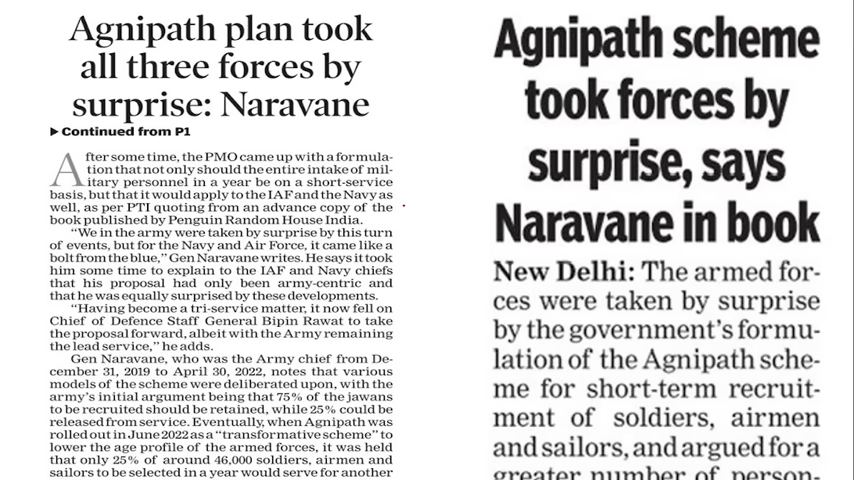 Agnipath plan took
all three forces by
surprise: Naravane
▶ Continued from P1
After some time, the PMO came up with a formula-
tion that not only should the entire intake of mil-
itary personnel in a year be on a short-service
basis, but that it would apply to the IAF and the Navy as
well, as per PTI quoting from an advance copy of the
book published by Penguin Random House India.
"We in the army were taken by surprise by this turn
of events, but for the Navy and Air Force, it came like a
bolt from the blue," Gen Naravane writes. He says it took
him some time to explain to the IAF and Navy chiefs
that his proposal had only been army-centric and
that he was equally surprised by these developments.
"Having become a tri-service matter, it now fell on
Chief of Defence Staff General Bipin Rawat to take
the proposal forward, albeit with the Army remaining
the lead service," he adds.
Gen Naravane, who was the Army chief from De-
cember 31, 2019 to April 30, 2022, notes that various
models of the scheme were deliberated upon, with the
army's initial argument being that 75% of the jawans
to be recruited should be retained, while 25% could be
released from service. Eventually, when Agnipath was
rolled out in June 2022 as a "transformative scheme" to
lower the age profile of the armed forces, it was held
that only 25% of around 46,000 soldiers, airmen and
sailors to be selected in a year would serve for another
Agnipath scheme
took forces by
surprise, says
Naravane in book
New Delhi: The armed for-
ces were taken by surprise
by the government's formu-
lation of the Agnipath sche-
me for short-term recruit-
ment of soldiers, airmen
and sailors, and argued for a
greater number of person-